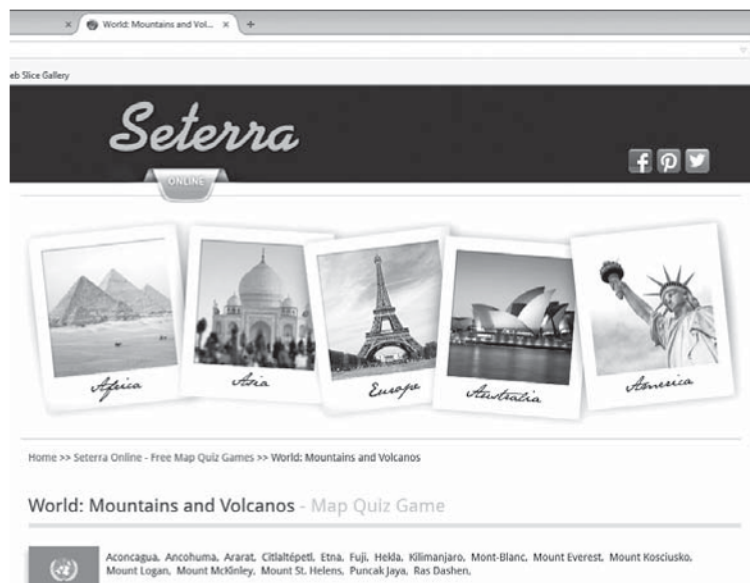 World: Mountains and Vol...
eb Slice Gallery
Seterra
ONLINE
Africa
Asia
Europe
Australia
America
Home >> Seterra Online - Free Map Quiz Games >> World: Mountains and Volcanos
World: Mountains and Volcanos - Map Quiz Game
Aconcagua, Ancohuma, Ararat, Citlaltépetl, Etna, Fuji, Hekla, Kilimanjaro, Mont-Blanc, Mount Everest, Mount Kosciusko,
Mount Logan, Mount McKinley, Mount St. Helens, Puncak Jaya, Ras Dashen,